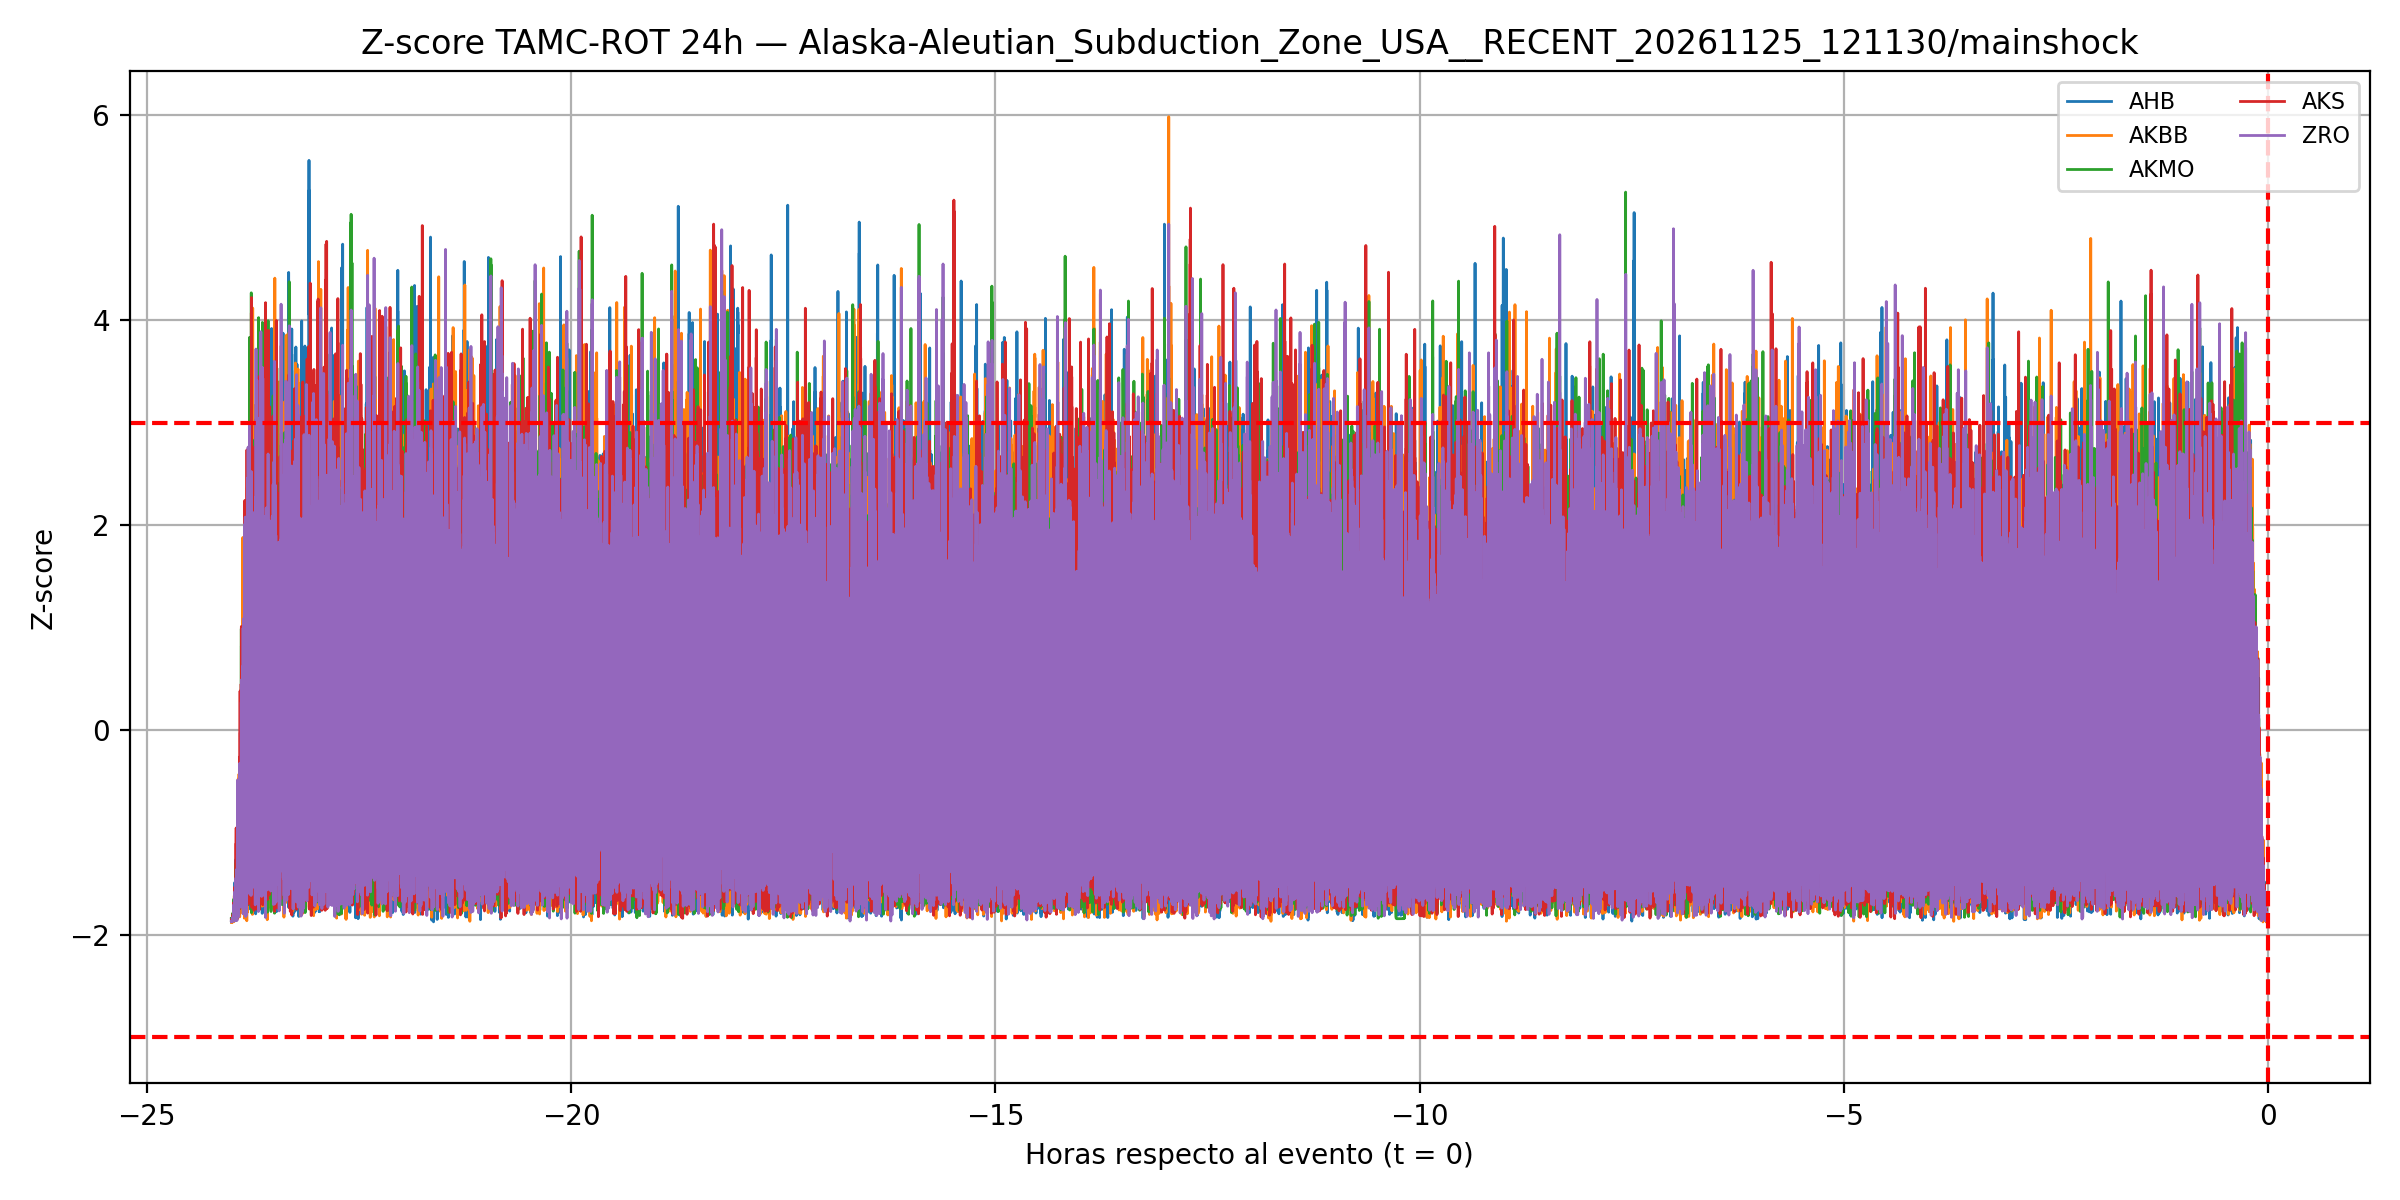 Z-score TAMC-ROT 24h — Alaska-Aleutian_Subduction_Zone_USA__RECENT_20261125_121130/mainshock
AHB
AKBB
AKMO
AKS
ZRO
6
4
2
0
−2
Z-score
−25
−20
−15
−10
−5
0
Horas respecto al evento (t = 0)